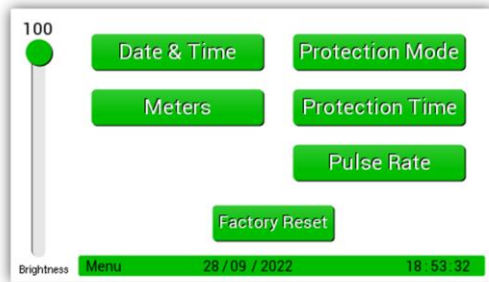 100
Date & Time
Protection Mode
Meters
Protection Time
Pulse Rate
Factory Reset
Brightness
Menu 28/09/2022 18:53:32